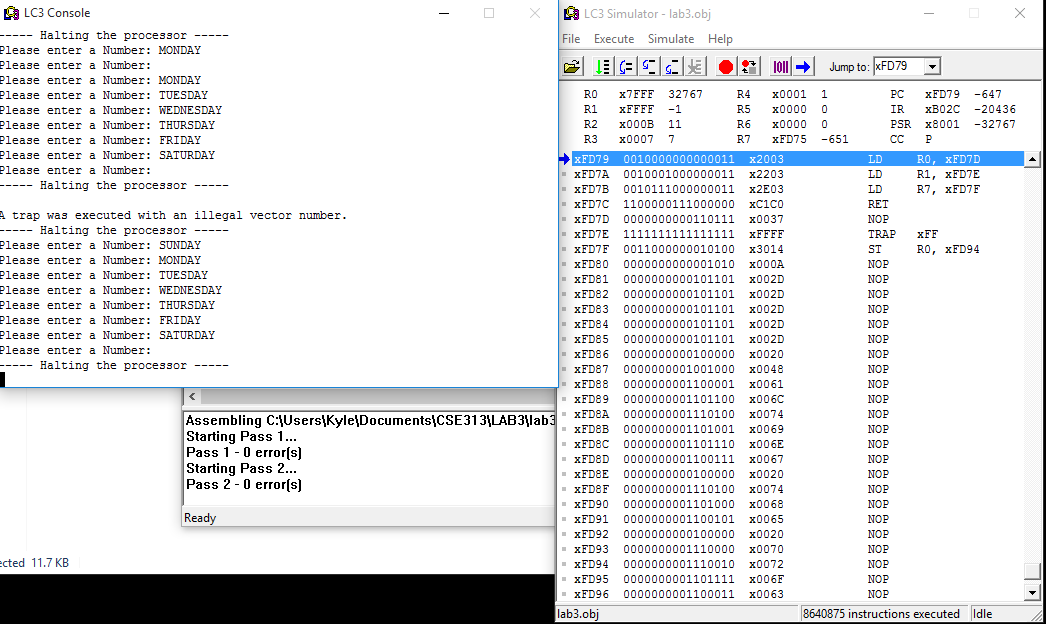 LC3 Console
----- Halting the processor -----
Please enter a Number: MONDAY
Please enter a Number:
Please enter a Number: MONDAY
Please enter a Number: TUESDAY
Please enter a Number: WEDNESDAY
Please enter a Number: THURSDAY
Please enter a Number: FRIDAY
Please enter a Number: SATURDAY
Please enter a Number:
----- Halting the processor -----
A trap was executed with an illegal vector number.
----- Halting the processor -----
Please enter a Number: SUNDAY
Please enter a Number: MONDAY
Please enter a Number: TUESDAY
Please enter a Number: WEDNESDAY
Please enter a Number: THURSDAY
Please enter a Number: FRIDAY
Please enter a Number: SATURDAY
Please enter a Number:
----- Halting the processor -----
Assembling C:\Users\Kyle\Documents\CSE313\LAB3\lab3
Starting Pass 1...
Pass 1 - 0 error(s)
Starting Pass 2...
Pass 2 - 0 error(s)
Ready
ected 11.7 KB
LC3 Simulator - lab3.obj
File Execute Simulate Help
Jump to: xFD79
R0 x7FFF 32767 R4 x0001 1 PC xFD79 -647
R1 xFFFF -1 R5 x0000 0 IR xB02C -20436
R2 x000B 11 R6 x0000 0 PSR x8001 -32767
R3 x0007 7 R7 xFD75 -651 CC P
xFD79 0010000000000011 x2003 LD R0, xFD7D
xFD7A 0010001000000011 x2203 LD R1, xFD7E
xFD7B 0010111000000011 x2E03 LD R7, xFD7F
xFD7C 1100000111000000 xC1C0 RET
xFD7D 0000000000110111 x0037 NOP
xFD7E 1111111111111111 xFFFF TRAP xFF
xFD7F 0011000000010100 x3014 ST R0, xFD94
xFD80 0000000000001010 x000A NOP
xFD81 0000000000101101 x002D NOP
xFD82 0000000000101101 x002D NOP
xFD83 0000000000101101 x002D NOP
xFD84 0000000000101101 x002D NOP
xFD85 0000000000101101 x002D NOP
xFD86 0000000000100000 x0020 NOP
xFD87 0000000001001000 x0048 NOP
xFD88 0000000001100001 x0061 NOP
xFD89 0000000001101100 x006C NOP
xFD8A 0000000001110100 x0074 NOP
xFD8B 0000000001101001 x0069 NOP
xFD8C 0000000001101110 x006E NOP
xFD8D 0000000001100111 x0067 NOP
xFD8E 0000000000100000 x0020 NOP
xFD8F 0000000001110100 x0074 NOP
xFD90 0000000001101000 x0068 NOP
xFD91 0000000001100101 x0065 NOP
xFD92 0000000000100000 x0020 NOP
xFD93 0000000001110000 x0070 NOP
xFD94 0000000001110010 x0072 NOP
xFD95 0000000001101111 x006F NOP
xFD96 0000000001100011 x0063 NOP
lab3.obj 8640875 instructions executed Idle